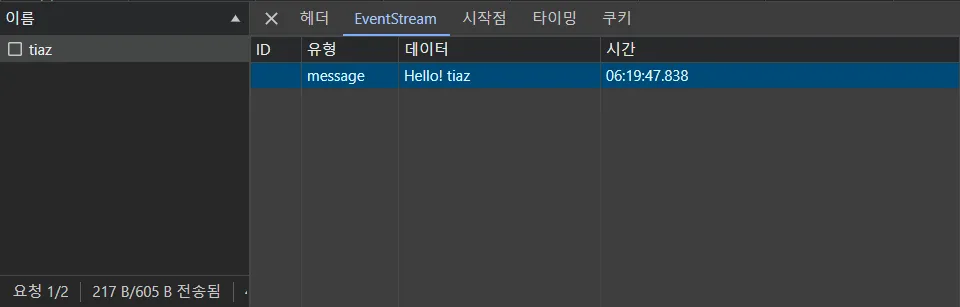 이름
헤더 EventStream 시작점 타이밍 쿠키
ID 유형 데이터 시간
tiaz
message Hello! tiaz 06:19:47.838
요청 1/2 217 B/605 B 전송됨